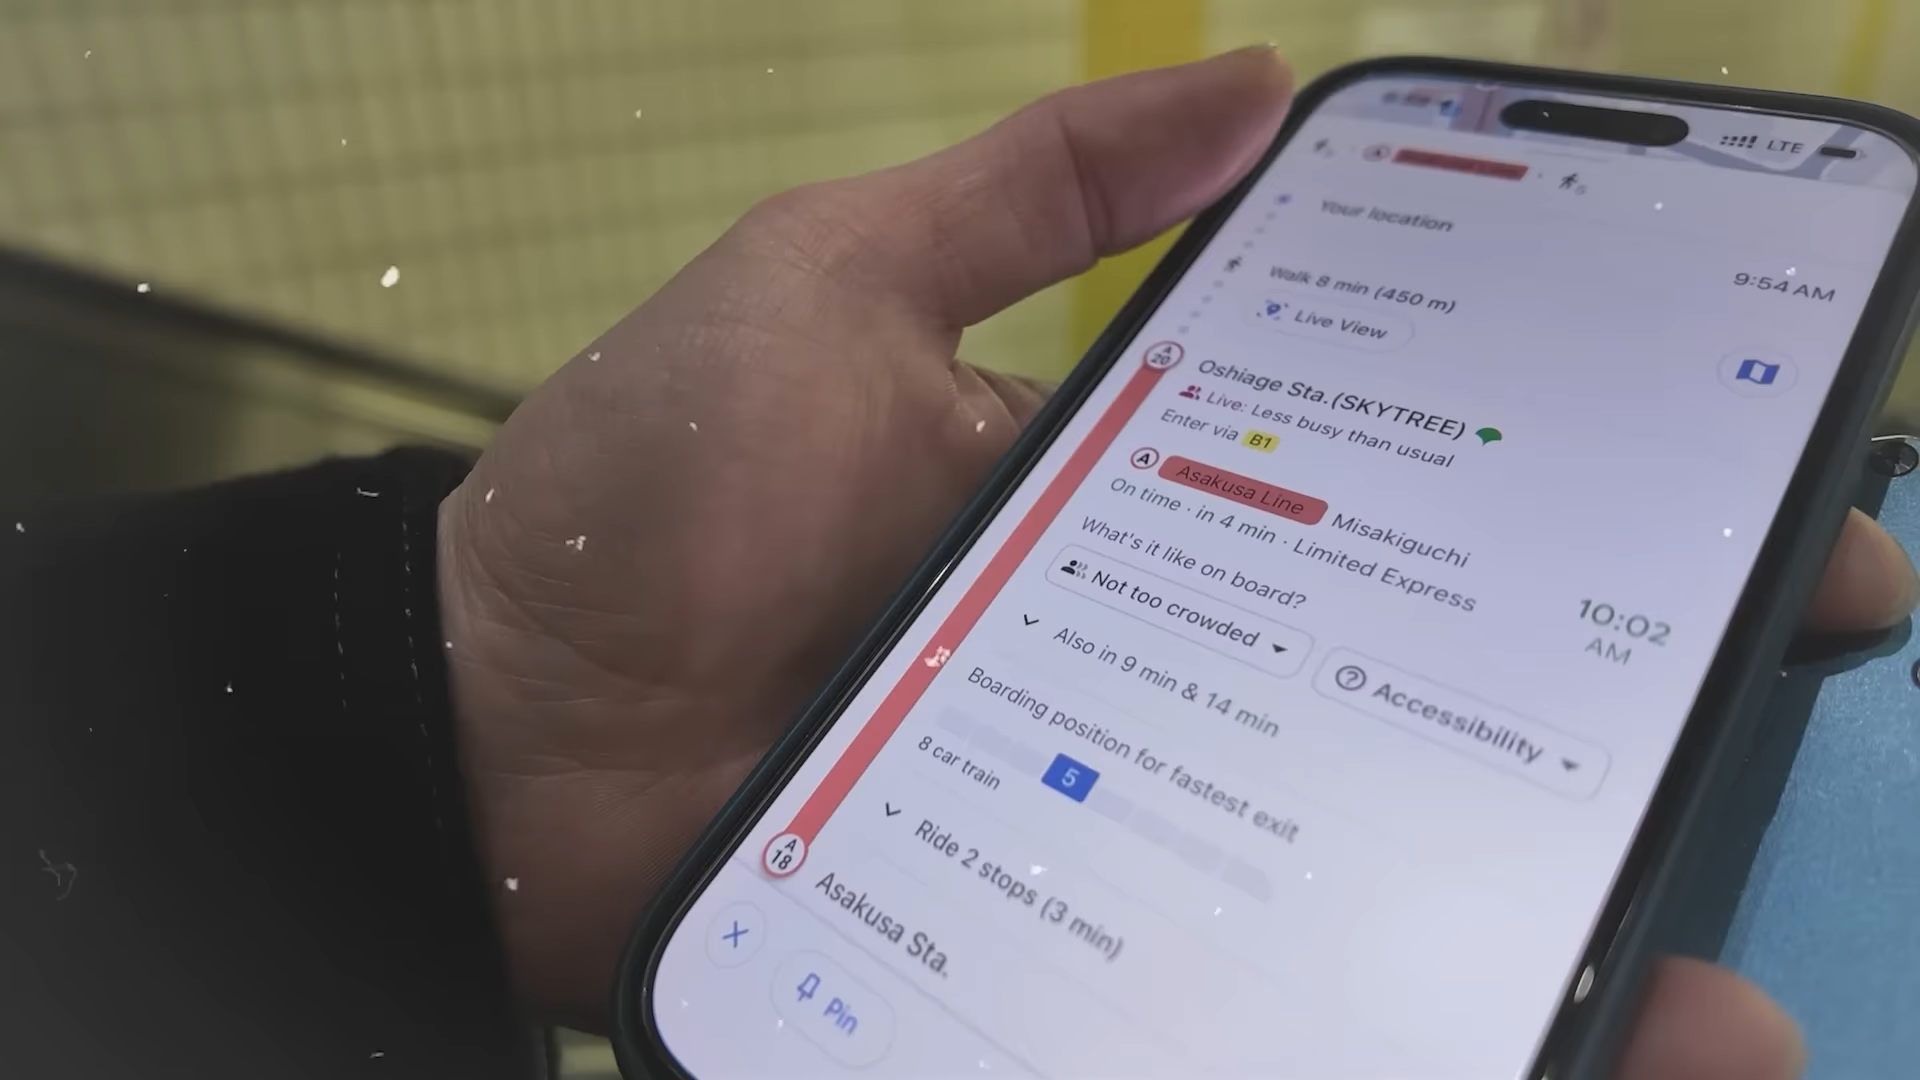 LTE
Your location
9:54 AM
Walk 8 min (450 m)
Live View
A
20
Oshiage Sta.(SKYTREE)
Live: Less busy than usual
Enter via B1
A Asakusa Line Misakiguchi
On time · in 4 min · Limited Express
10:02
AM
What's it like on board?
Not too crowded
Accessibility
Also in 9 min & 14 min
Boarding position for fastest exit
5
8 car train
Ride 2 stops (3 min)
A
18
Asakusa Sta.
Pin